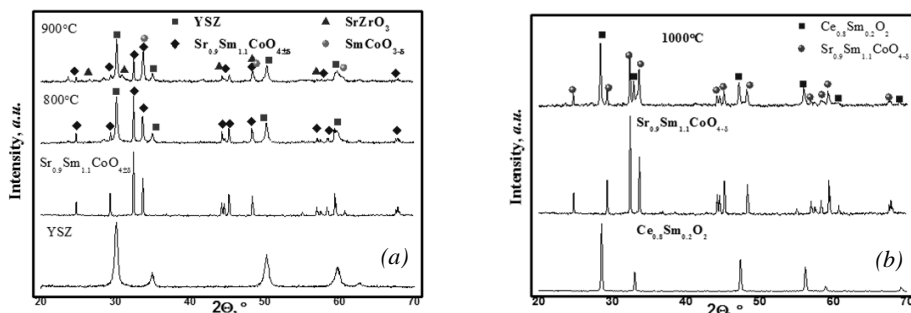 YSZ
SrZrO₃
Sr₀.₉Sm₁.₁CoO₄±δ
SmCoO₃₋δ
900°C
800°C
Sr₀.₉Sm₁.₁CoO₄±δ
YSZ
Intensity, a.u.
(a)
20 30 40 50 60 70
2Θ, °
Ce₀.₈Sm₀.₂O₂
Sr₀.₉Sm₁.₁CoO₄₋δ
1000°C
Sr₀.₉Sm₁.₁CoO₄₋δ
Ce₀.₈Sm₀.₂O₂
Intensity, a.u.
(b)
20 30 40 50 60 70
2Θ, °